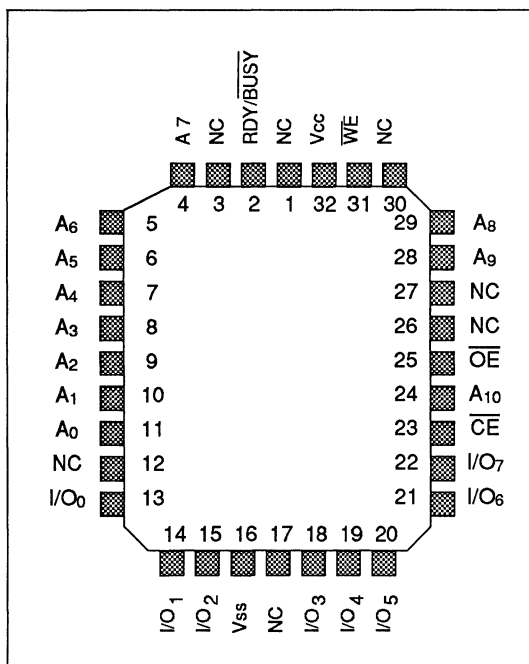 A 7 NC RDY/BUSY NC Vcc WE NC
4 3 2 1 32 31 30
A6 5 29 A8
A5 6 28 A9
A4 7 27 NC
A3 8 26 NC
A2 9 25 OE
A1 10 24 A10
A0 11 23 CE
NC 12 22 I/O7
I/O0 13 21 I/O6
14 15 16 17 18 19 20
I/O1 I/O2 Vss NC I/O3 I/O4 I/O5